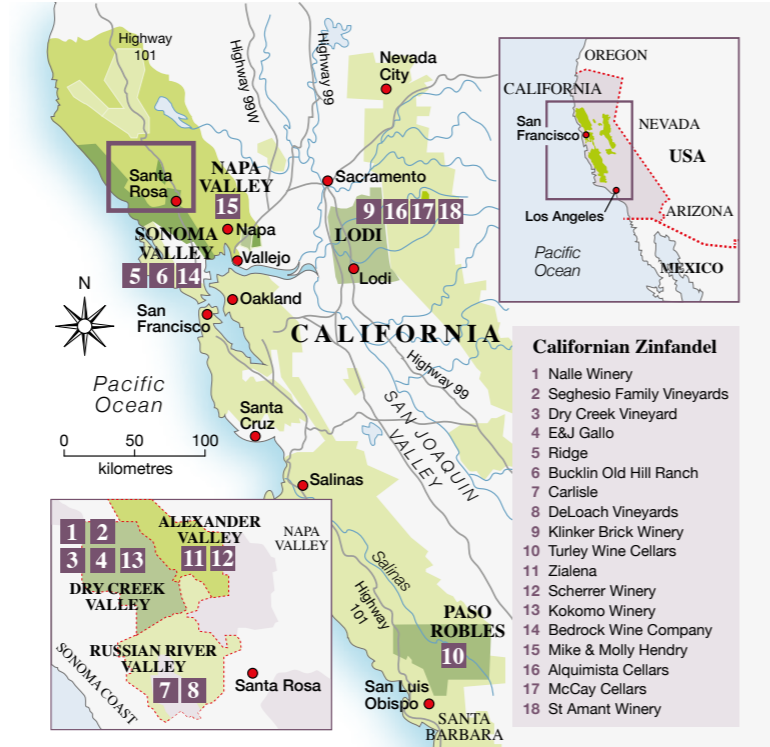 Highway
101
Highway 99W
Highway 99
Nevada
City
Santa
Rosa
NAPA
VALLEY
15
Sacramento
9 16 17 18
LODI
Lodi
SONOMA
VALLEY
5 6 14
Napa
Vallejo
N
San
Francisco
Oakland
CALIFORNIA
Pacific
Ocean
Highway 99
SAN JOAQUIN
VALLEY
Santa
Cruz
0 50 100
kilometres
Salinas
Salinas
Highway
101
PASO
ROBLES
10
San Luis
Obispo
SANTA
BARBARA
OREGON
CALIFORNIA
San
Francisco
NEVADA
USA
Los Angeles
ARIZONA
Pacific
Ocean
MEXICO
1 2
3 4 13
DRY CREEK
VALLEY
ALEXANDER
VALLEY
11 12
NAPA
VALLEY
RUSSIAN RIVER
VALLEY
7 8
Santa Rosa
SONOMA COAST
Californian Zinfandel
1 Nalle Winery
2 Seghesio Family Vineyards
3 Dry Creek Vineyard
4 E&J Gallo
5 Ridge
6 Bucklin Old Hill Ranch
7 Carlisle
8 DeLoach Vineyards
9 Klinker Brick Winery
10 Turley Wine Cellars
11 Zialena
12 Scherrer Winery
13 Kokomo Winery
14 Bedrock Wine Company
15 Mike & Molly Hendry
16 Alquimista Cellars
17 McCay Cellars
18 St Amant Winery